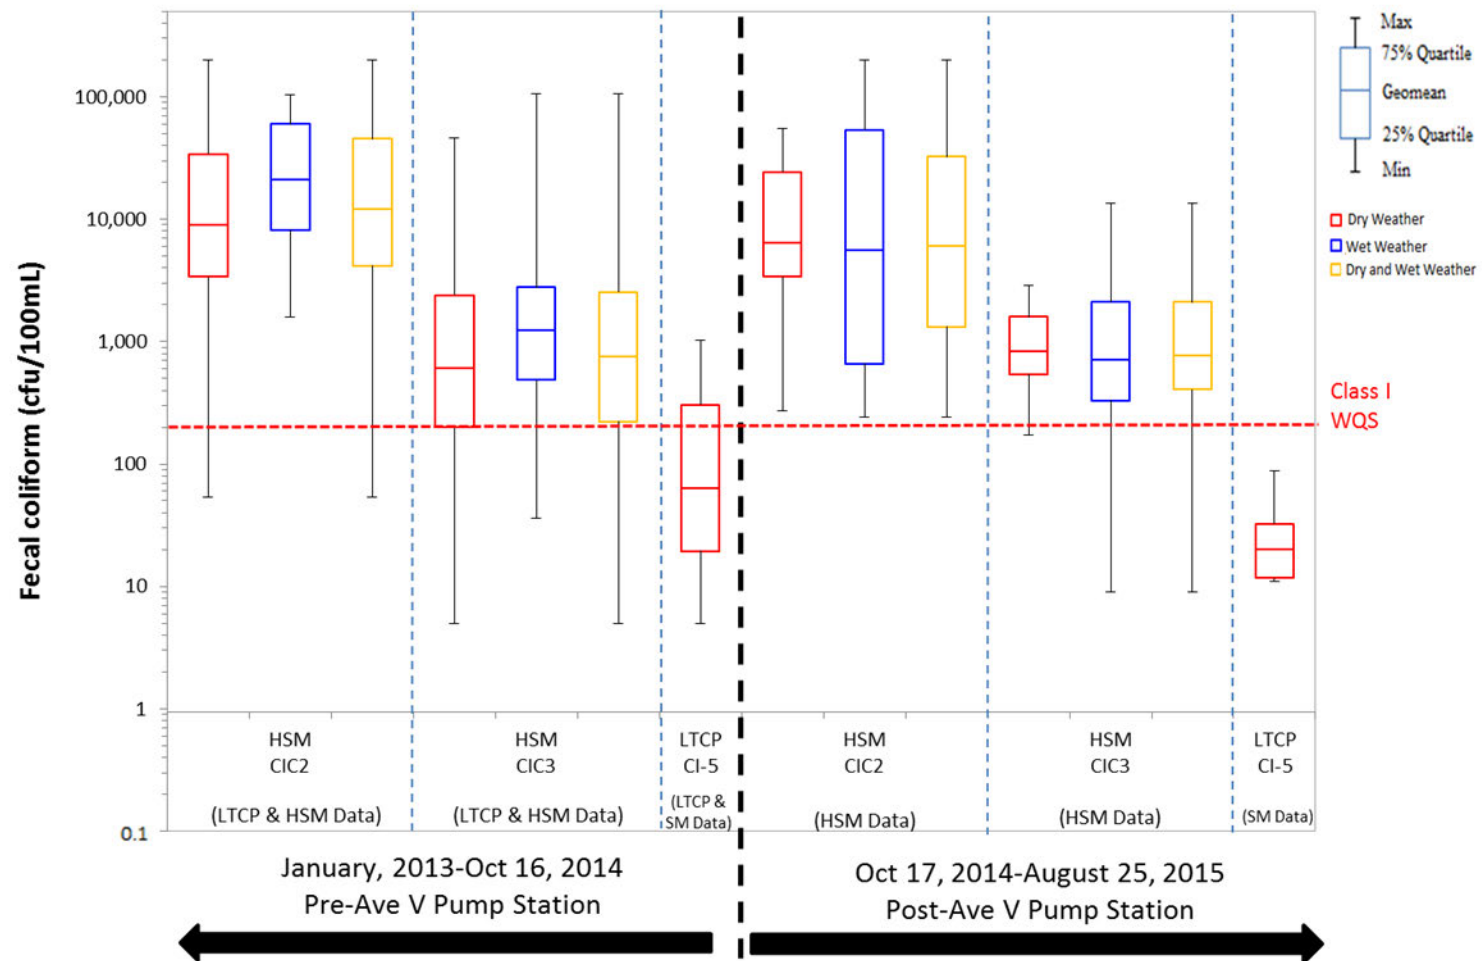 Fecal coliform (cfu/100mL)
100,000
10,000
1,000
100
10
1
0.1
Max
75% Quartile
Geomean
25% Quartile
Min
Dry Weather
Wet Weather
Dry and Wet Weather
Class I
WQS
HSM
CIC2
(LTCP & HSM Data)
HSM
CIC3
(LTCP & HSM Data)
LTCP
CI-5
(LTCP &
SM Data)
HSM
CIC2
(HSM Data)
HSM
CIC3
(HSM Data)
LTCP
CI-5
(SM Data)
January, 2013-Oct 16, 2014
Pre-Ave V Pump Station
Oct 17, 2014-August 25, 2015
Post-Ave V Pump Station